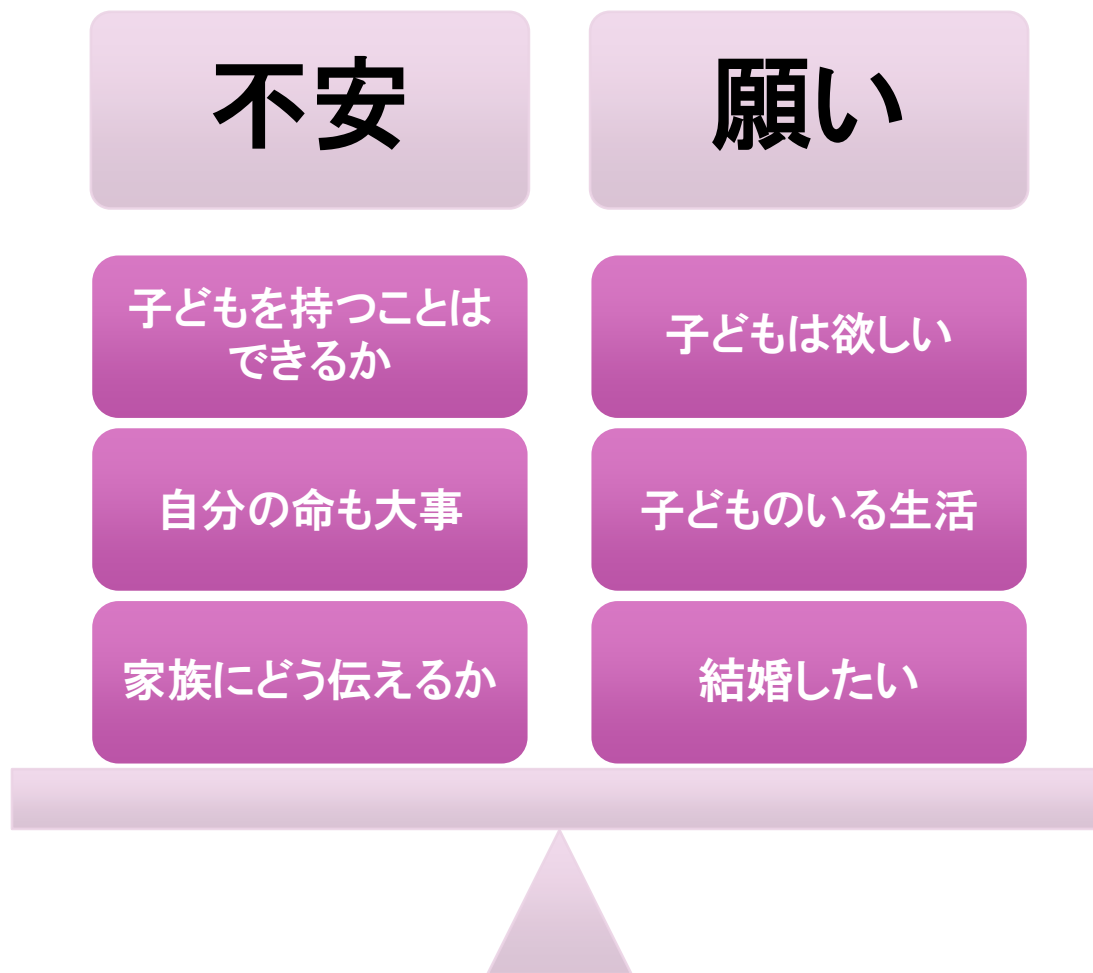 不安
願い
子どもを持つことは
できるか
子どもは欲しい
自分の命も大事
子どものいる生活
家族にどう伝えるか
結婚したい